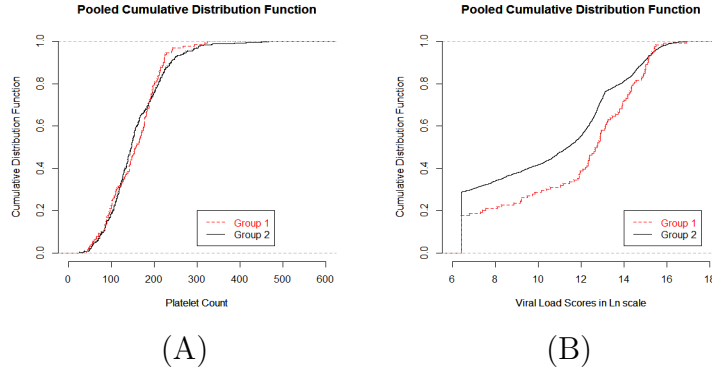 Pooled Cumulative Distribution Function
Cumulative Distribution Function
1.0
0.8
0.6
0.4
0.2
0.0
Group 1
Group 2
0 100 200 300 400 500 600
Platelet Count
(A)
Pooled Cumulative Distribution Function
Cumulative Distribution Function
1.0
0.8
0.6
0.4
0.2
0.0
Group 1
Group 2
6 8 10 12 14 16 18
Viral Load Scores in Ln scale
(B)